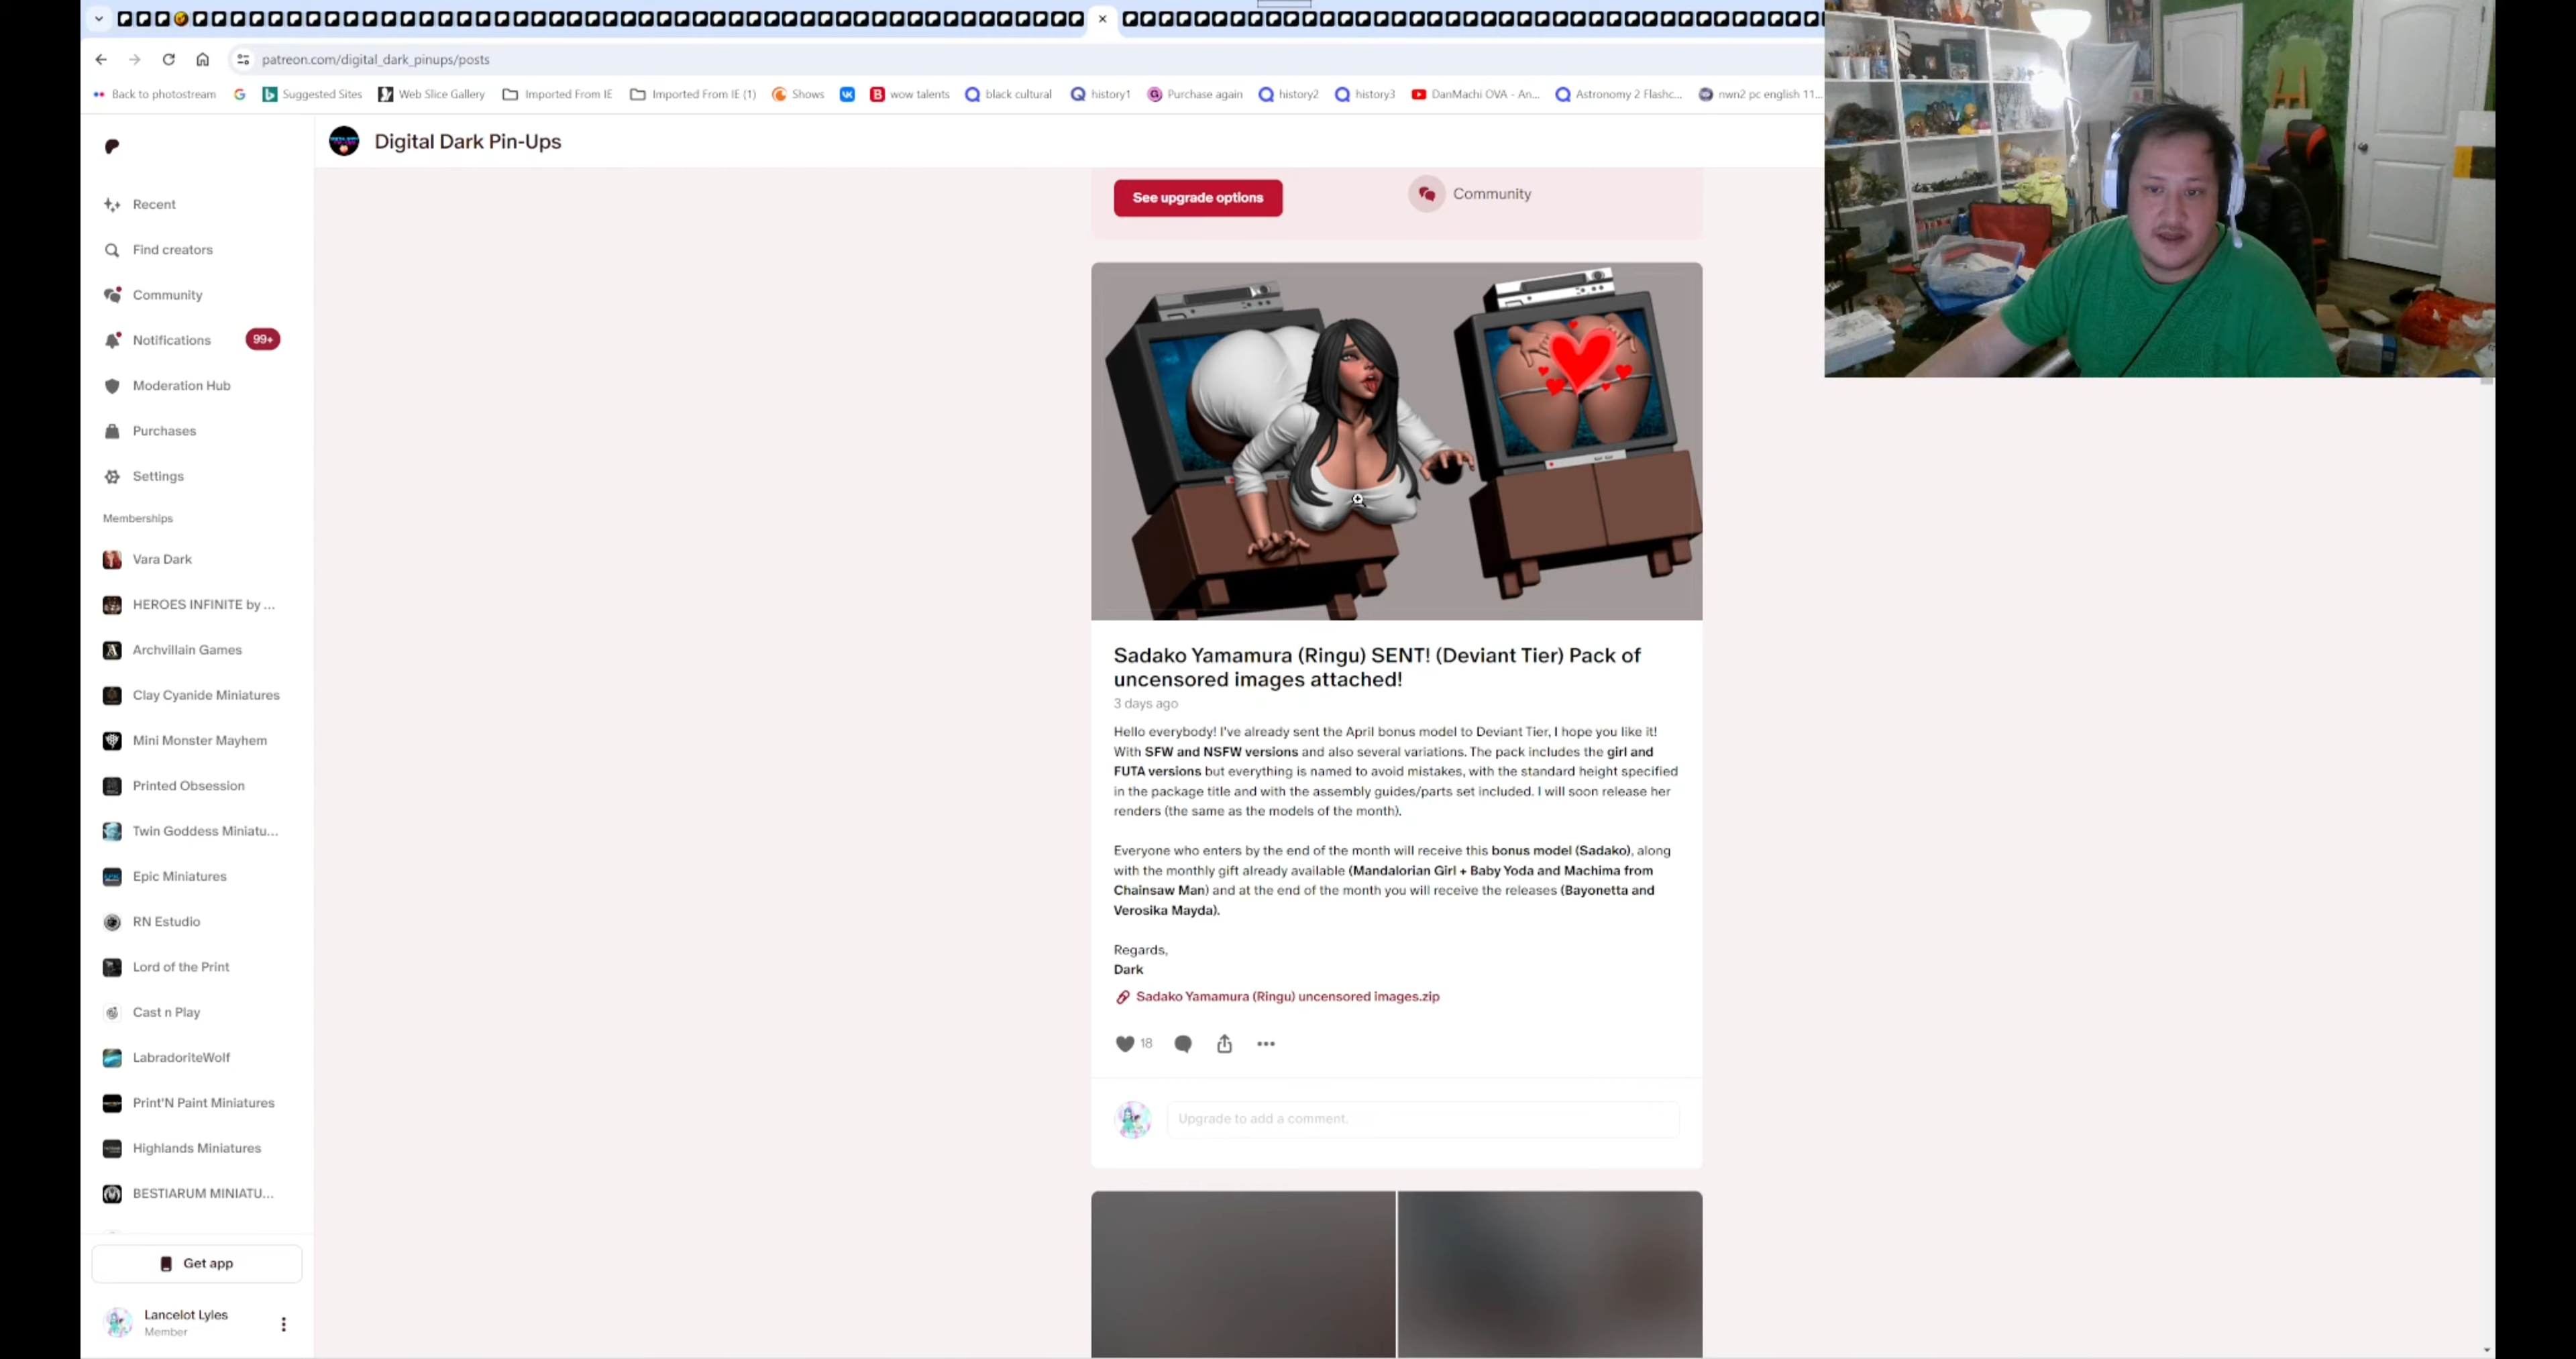 patreon.com/digital_dark_pinups/posts
Back to photostream
Suggested Sites
Web Slice Gallery
Imported From IE
Imported From IE (1)
Shows
wow talents
black cultural
history1
Purchase again
history2
history3
DanMachi OVA - An...
Astronomy 2 Flashc...
nwn2 pc english 11...
Digital Dark Pin-Ups
Recent
Find creators
Community
Notifications
99+
Moderation Hub
Purchases
Settings
Memberships
Vara Dark
HEROES INFINITE by ...
Archvillain Games
Clay Cyanide Miniatures
Mini Monster Mayhem
Printed Obsession
Twin Goddess Miniatu...
Epic Miniatures
RN Estudio
Lord of the Print
Cast n Play
LabradoriteWolf
Print'N Paint Miniatures
Highlands Miniatures
BESTIARUM MINIATU...
Get app
Lancelot Lyles
Member
See upgrade options
Community
Sadako Yamamura (Ringu) SENT! (Deviant Tier) Pack of
uncensored images attached!
3 days ago
Hello everybody! I've already sent the April bonus model to Deviant Tier, I hope you like it!
With SFW and NSFW versions and also several variations. The pack includes the girl and
FUTA versions but everything is named to avoid mistakes, with the standard height specified
in the package title and with the assembly guides/parts set included. I will soon release her
renders (the same as the models of the month).
Everyone who enters by the end of the month will receive this bonus model (Sadako), along
with the monthly gift already available (Mandalorian Girl + Baby Yoda and Machima from
Chainsaw Man) and at the end of the month you will receive the releases (Bayonetta and
Verosika Mayda).
Regards,
Dark
Sadako Yamamura (Ringu) uncensored images.zip
18
Upgrade to add a comment.